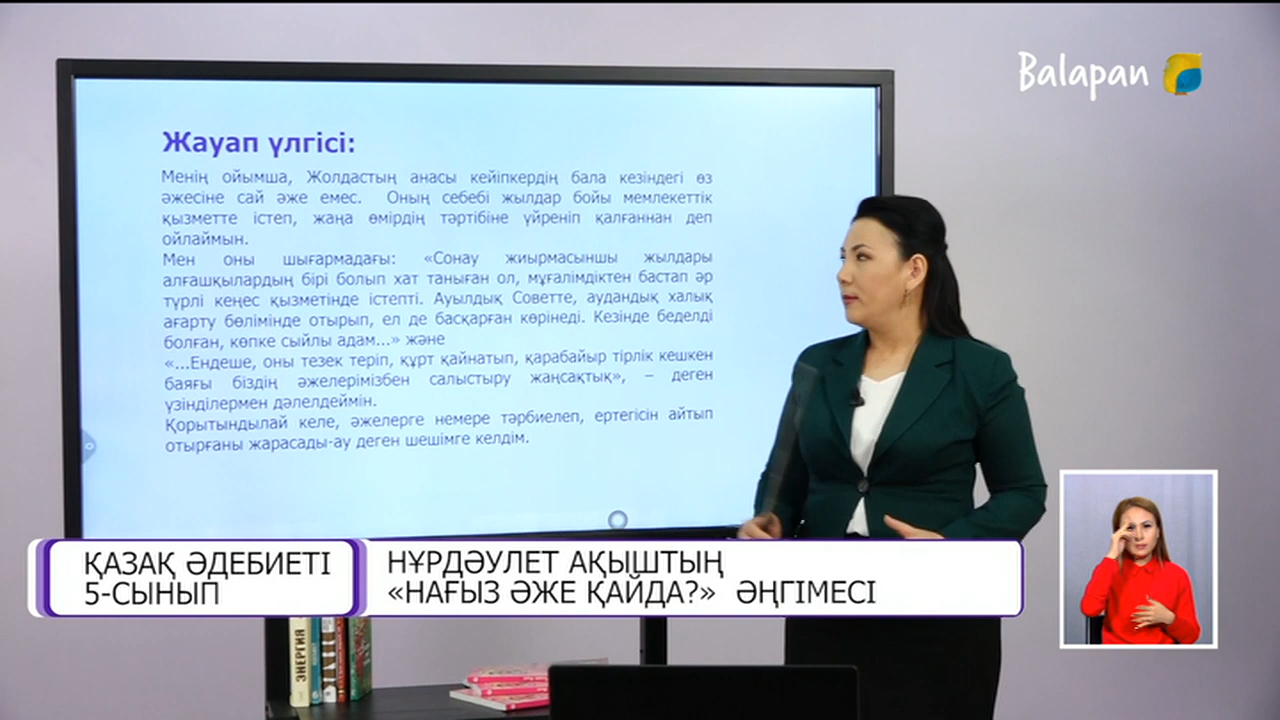 Balapan
Жауап үлгісі:
Менің ойымша, Жолдастың анасы кейіпкердің бала кезіндегі өз
әжесіне сай әже емес. Оның себебі жылдар бойы мемлекеттік
қызметте істеп, жаңа өмірдің тәртібіне үйреніп қалғаннан деп
ойлаймын.
Мен оны шығармадағы: «Сонау жиырмасыншы жылдары
алғашқылардың бірі болып хат таныған ол, мұғалімдіктен бастап әр
түрлі кеңес қызметінде істепті. Ауылдық Советте, аудандық халық
ағарту бөлімінде отырып, ел де басқарған көрінеді. Кезінде беделді
болған, көпке сыйлы адам...» және
«...Ендеше, оны тезек теріп, құрт қайнатып, қарабайыр тірлік кешкен
баяғы біздің әжелерімізбен салыстыру жаңсақтық», – деген
үзінділермен дәлелдеймін.
Қорытындылай келе, әжелерге немере тәрбиелеп, ертегісін айтып
отырғаны жарасады-ау деген шешімге келдім.
ҚАЗАҚ ӘДЕБИЕТІ
5-СЫНЫП
НҰРДӘУЛЕТ АҚЫШТЫҢ
«НАҒЫЗ ӘЖЕ ҚАЙДА?» ӘҢГІМЕСІ
ЭНЕРГИЯ